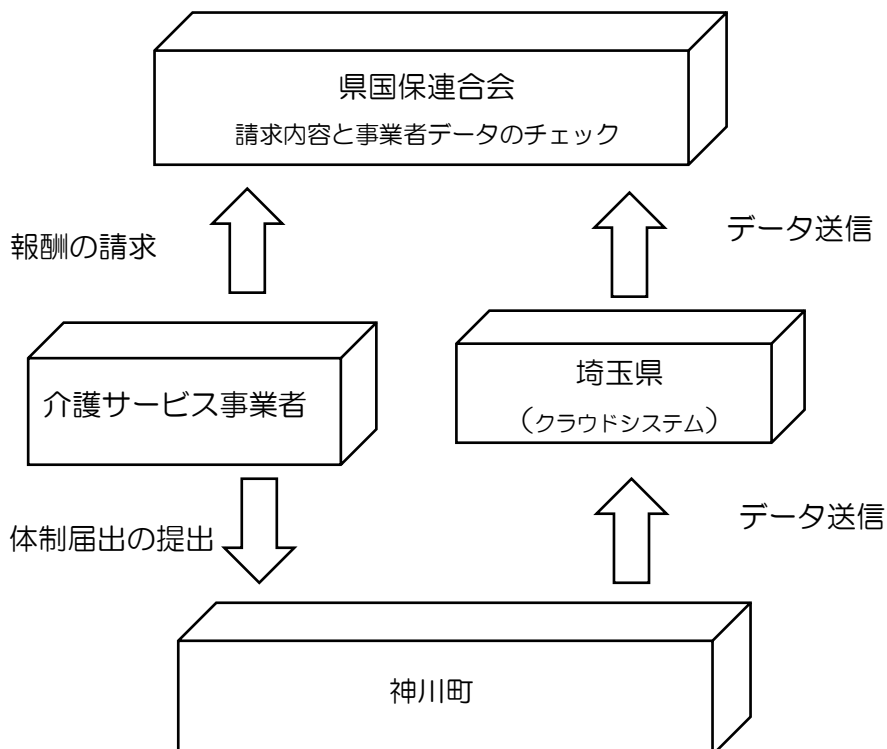 県国保連合会
請求内容と事業者データのチェック
報酬の請求
データ送信
介護サービス事業者
埼玉県
（クラウドシステム）
体制届出の提出
データ送信
神川町